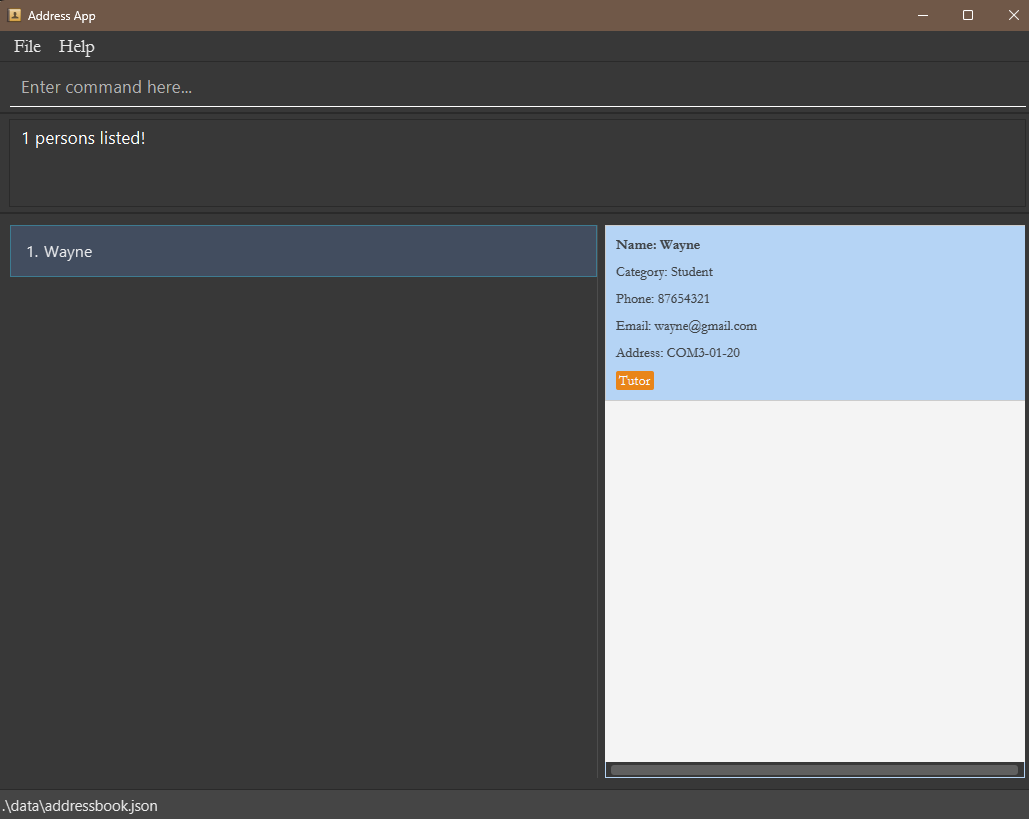 Address App
File Help
Enter command here...
1 persons listed!
1. Wayne
Name: Wayne
Category: Student
Phone: 87654321
Email: wayne@gmail.com
Address: COM3-01-20
Tutor
.\data\addressbook.json